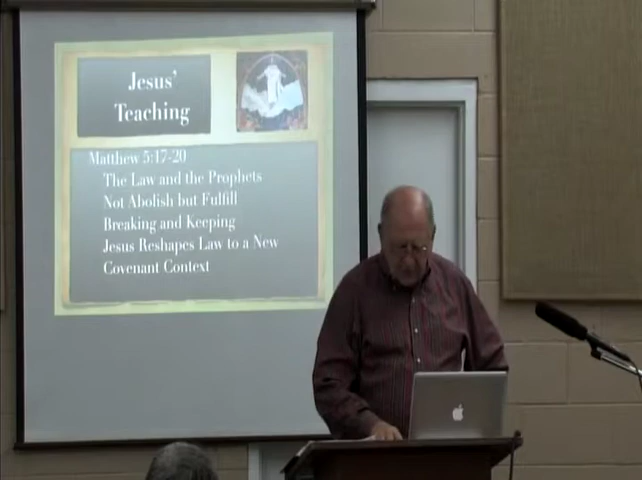 Jesus'
Teaching
Matthew 5:17-20
The Law and the Prophets
Not Abolish but Fulfill
Breaking and Keeping
Jesus Reshapes Law to a New
Covenant Context